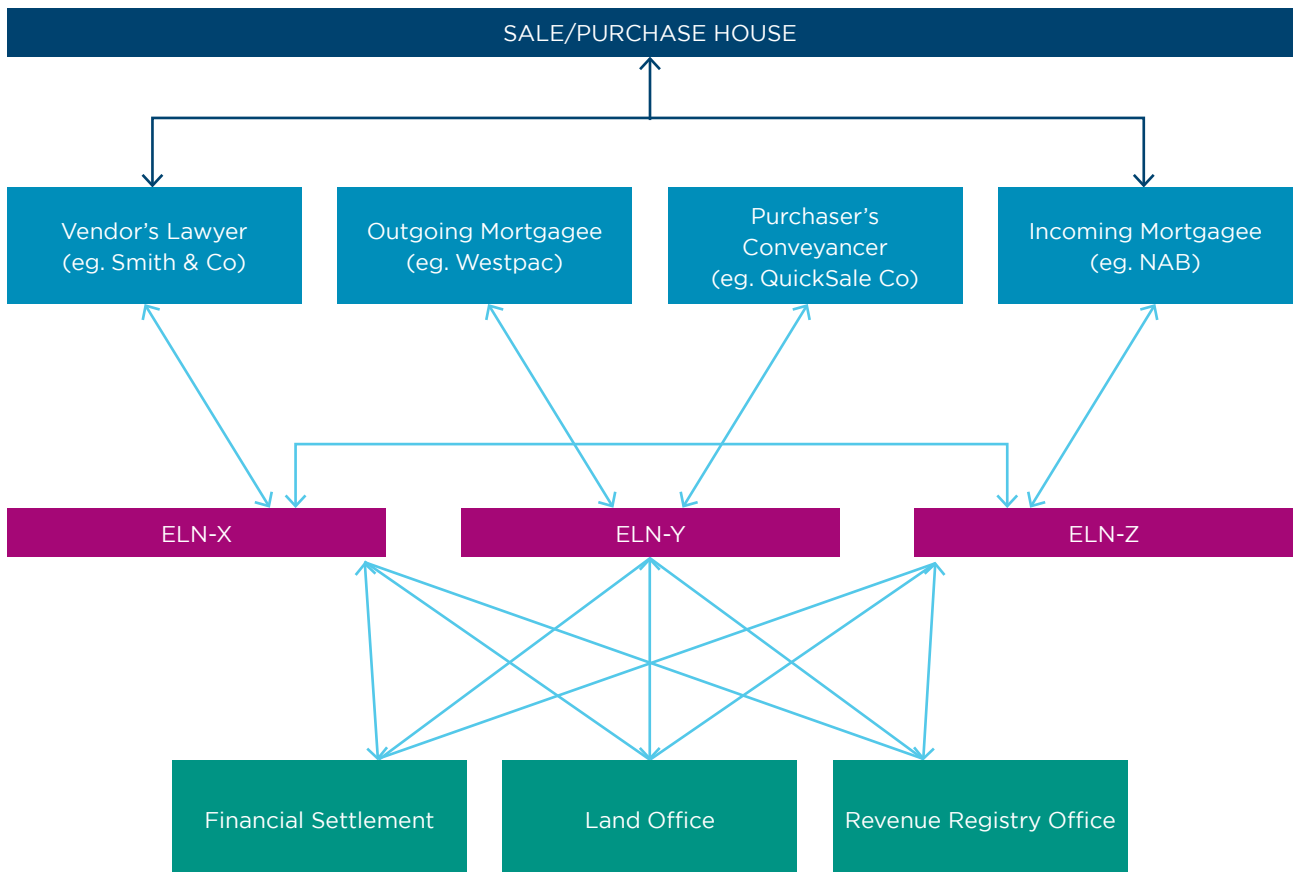 SALE/PURCHASE HOUSE
Vendor’s Lawyer
(eg. Smith & Co)
Outgoing Mortgagee
(eg. Westpac)
Purchaser’s
Conveyancer
(eg. QuickSale Co)
Incoming Mortgagee
(eg. NAB)
ELN-X
ELN-Y
ELN-Z
Financial Settlement
Land Office
Revenue Registry Office